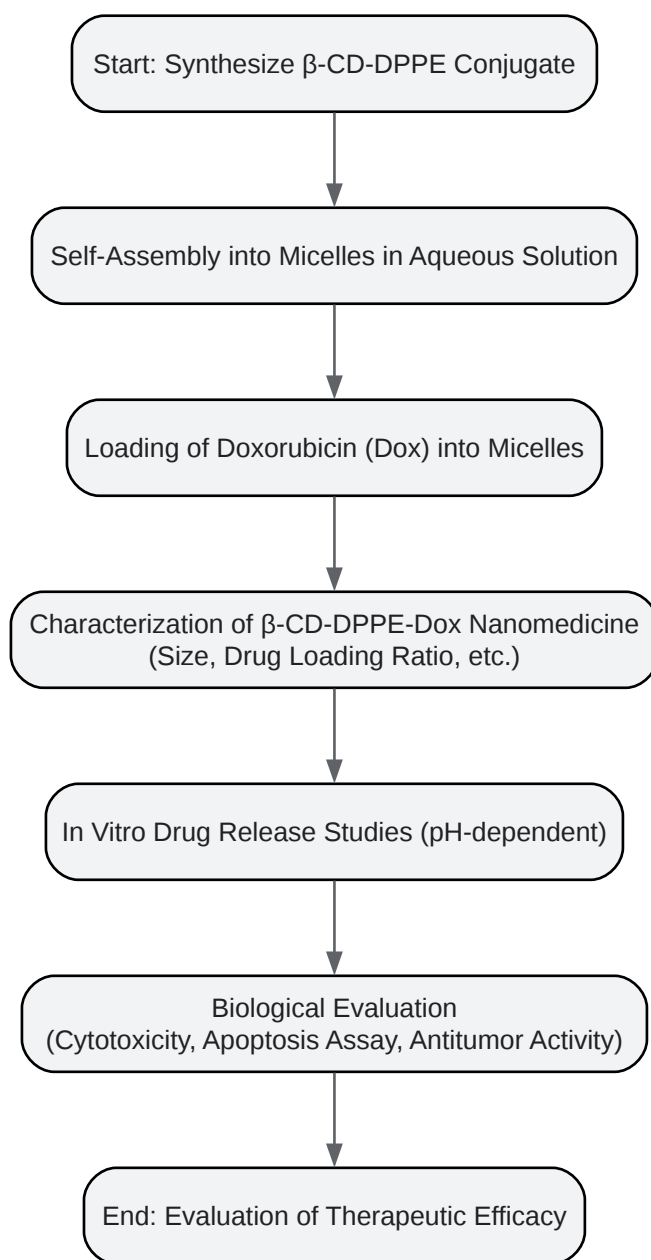 Start: Synthesize β-CD-DPPE Conjugate
Self-Assembly into Micelles in Aqueous Solution
Loading of Doxorubicin (Dox) into Micelles
Characterization of β-CD-DPPE-Dox Nanomedicine
(Size, Drug Loading Ratio, etc.)
In Vitro Drug Release Studies (pH-dependent)
Biological Evaluation
(Cytotoxicity, Apoptosis Assay, Antitumor Activity)
End: Evaluation of Therapeutic Efficacy